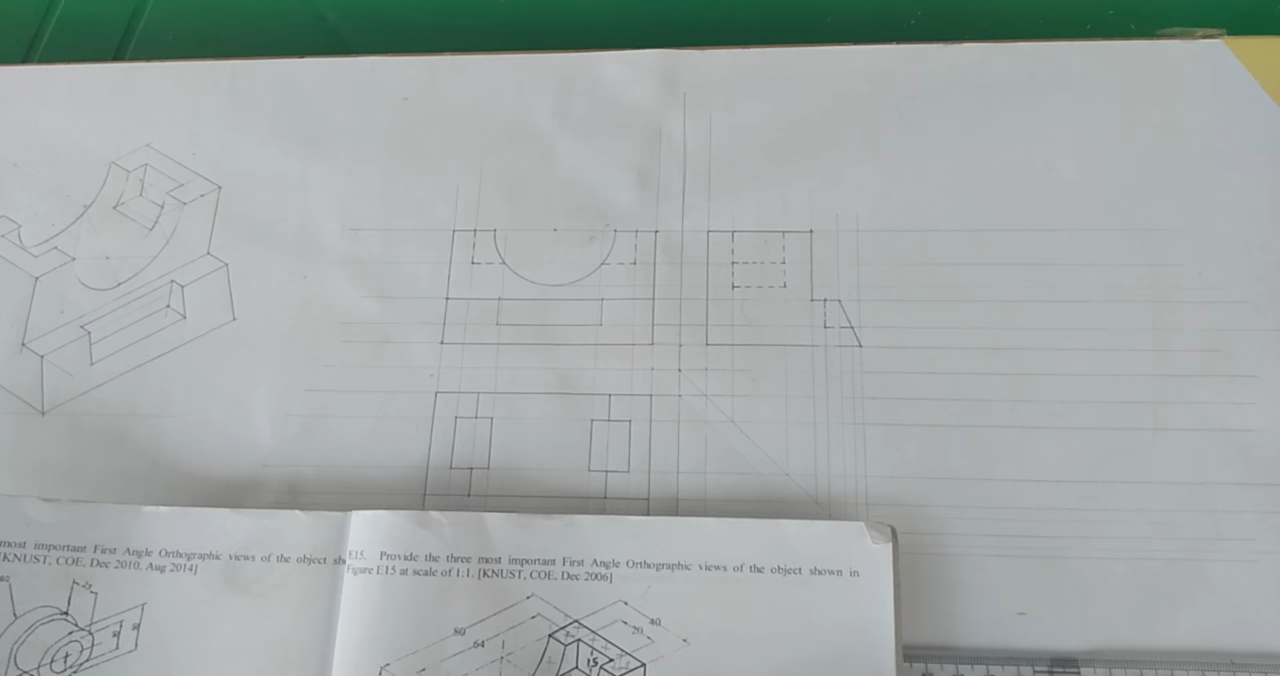 most important First Angle Orthographic views of the object
KNUST, COE, Dec 2010, Aug 2014]
E15. Provide the three most important First Angle Orthographic views of the object shown in
Figure E15 at scale of 1:1. [KNUST, COE, Dec 2006]
80
64
40
20
15